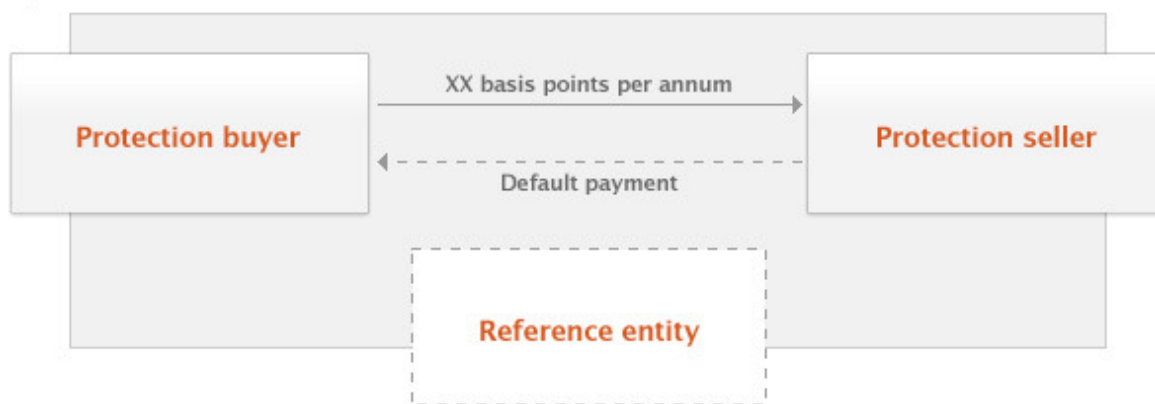 XX basis points per annum
Protection buyer
Protection seller
Default payment
Reference entity